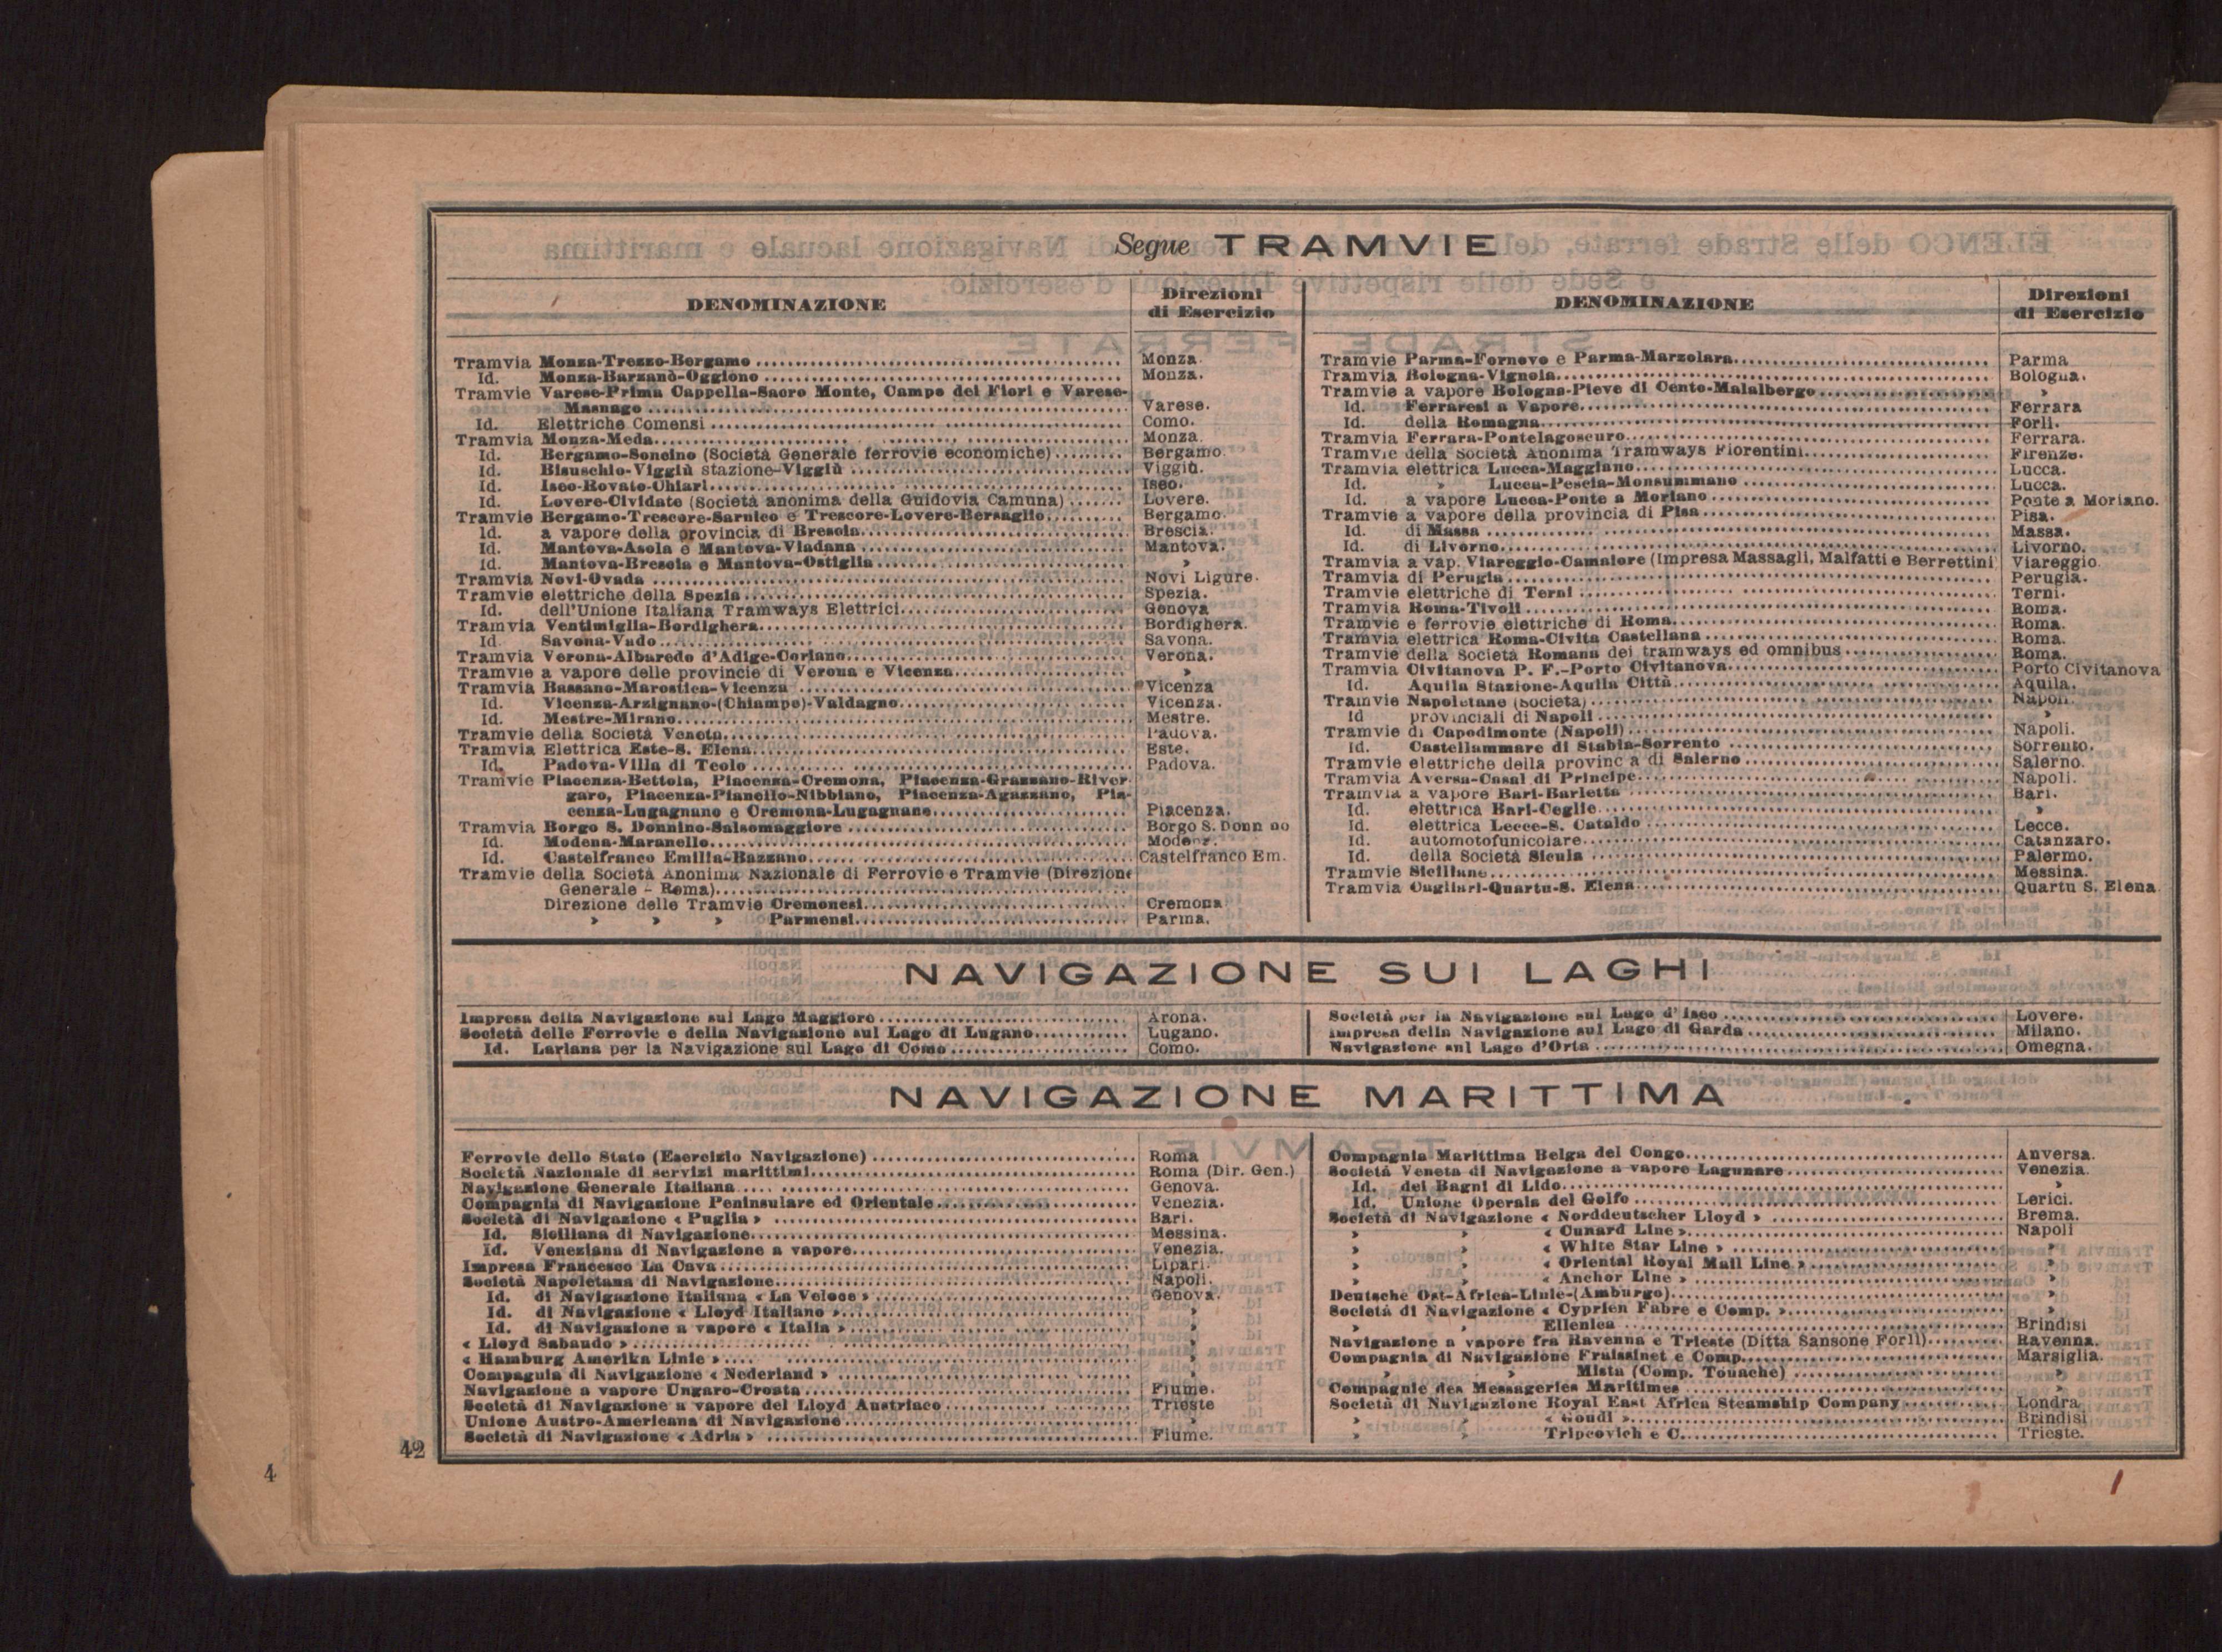 Segue TRAMVIE
DENOMINAZIONE
Direzioni
di Esercizio
Tramvia Monza-Trezzo-Bergamo Monza.
Id. Monza-Barzanò-Oggiono Monza.
Tramvie Varese-Prima Cappella-Sacro Monte, Campo dei Fiori e Varese-
Masnago Varese.
Id. Elettriche Comensi Como.
Tramvia Monza-Meda Monza.
Id. Bergamo-Soncino (Società Generale ferrovie economiche) Bergamo.
Id. Bisuschio-Viggiù stazione-Viggiù Viggiù.
Id. Iseo-Rovato-Chiari Iseo.
Id. Lovere-Cividate (Società anonima della Guidovia Camuna) Lovere.
Tramvie Bergamo-Trescore-Sarnico e Trescore-Lovere-Bersaglio Bergamo.
Id. a vapore della provincia di Brescia Brescia.
Id. Mantova-Asola e Mantova-Viadana Mantova.
Id. Mantova-Brescia e Mantova-Ostiglia »
Tramvia Novi-Ovada Novi Ligure.
Tramvie elettriche della Spezia Spezia.
Id. dell'Unione Italiana Tramways Elettrici Genova
Tramvia Ventimiglia-Bordighera Bordighera.
Id. Savona-Vado Savona.
Tramvia Verona-Albaredo d'Adige-Coriano Verona.
Tramvie a vapore delle provincie di Verona e Vicenza »
Tramvia Bassano-Marostica-Vicenza Vicenza
Id. Vicenza-Arzignano-(Chiampo)-Valdagno Vicenza.
Id. Mestre-Mirano Mestre.
Tramvie della Società Veneta Padova.
Tramvia Elettrica Este-S. Elena Este.
Id. Padova-Villa di Teolo Padova.
Tramvie Piacenza-Bettola, Piacenza-Cremona, Piacenza-Grazzano-River
garo, Piacenza-Pianello-Nibbiano, Piacenza-Agazzano, Pia-
cenza-Lugagnano e Cremona-Lugagnano Piacenza.
Tramvia Borgo S. Donnino-Salsomaggiore Borgo S. Donn no
Id. Modena-Maranello Modena.
Id. Castelfranco Emilia-Bazzano Castelfranco Em.
Tramvie della Società Anonima Nazionale di Ferrovie e Tramvie (Direzione
Generale - Roma)
Direzione delle Tramvie Cremonesi Cremona
» » » Parmensi Parma.
DENOMINAZIONE
Direzioni
di Esercizio
Tramvie Parma-Fornovo e Parma-Marzolara Parma
Tramvia Bologna-Vignola Bologna.
Tramvie a vapore Bologna-Pieve di Cento-Malalbergo »
Id. Ferraresi a Vapore Ferrara
Id. della Romagna Forlì.
Tramvia Ferrara-Pontelagoscuro Ferrara.
Tramvie della Società Anonima Tramways Fiorentini Firenze.
Tramvia elettrica Lucca-Maggiano Lucca.
Id. » Lucca-Pescia-Monsummano Lucca.
Id. a vapore Lucca-Ponte a Moriano Ponte a Moriano.
Tramvie a vapore della provincia di Pisa Pisa.
Id. di Massa Massa.
Id. di Livorno Livorno.
Tramvia a vap. Viareggio-Camaiore (Impresa Massagli, Malfatti e Berrettini Viareggio
Tramvia di Perugia Perugia.
Tramvie elettriche di Terni Terni.
Tramvia Roma-Tivoli Roma.
Tramvie e ferrovie elettriche di Roma Roma.
Tramvia elettrica Roma-Civita Castellana Roma.
Tramvie della Società Romana dei tramways ed omnibus Roma.
Tramvia Civitanova P. F.-Porto Civitanova Porto Civitanova
Id. Aquila Stazione-Aquila Città Aquila.
Tramvie Napoletane (Società) Napoli.
Id provinciali di Napoli »
Tramvie di Capodimonte (Napoli) Napoli.
Id. Castellammare di Stabia-Sorrento Sorrento.
Tramvie elettriche della provinc a di Salerno Salerno.
Tramvia Aversa-Casal di Principe Napoli.
Tramvia a vapore Bari-Barletta Bari.
Id. elettrica Bari-Ceglie »
Id. elettrica Lecce-S. Cataldo Lecce.
Id. automotofunicolare Catanzaro.
Id. della Società Sicula Palermo.
Tramvie Siciliane Messina.
Tramvia Cagliari-Quartu-S. Elena Quartu S. Elena
NAVIGAZIONE SUI LAGHI
Impresa della Navigazione sul Lago Maggiore Arona.
Società delle Ferrovie e della Navigazione sul Lago di Lugano Lugano.
Id. Lariana per la Navigazione sul Lago di Como Como.
Società per la Navigazione sul Lago d'Iseo Lovere.
Impresa della Navigazione sul Lago di Garda Milano.
Navigazione sul Lago d'Orta Omegna.
NAVIGAZIONE MARITTIMA
Ferrovie dello Stato (Esercizio Navigazione) Roma
Società Nazionale di servizi marittimi Roma (Dir. Gen.)
Navigazione Generale Italiana Genova.
Compagnia di Navigazione Peninsulare ed Orientale Venezia.
Società di Navigazione « Puglia » Bari.
Id. Siciliana di Navigazione Messina.
Id. Veneziana di Navigazione a vapore Venezia.
Impresa Francesco La Cava Lipari.
Società Napoletana di Navigazione Napoli.
Id. di Navigazione Italiana « La Veloce » Genova.
Id. di Navigazione « Lloyd Italiano » »
Id. di Navigazione a vapore « Italia » »
« Lloyd Sabaudo » »
« Hamburg Amerika Linie » »
Compagnia di Navigazione « Nederland » »
Navigazione a vapore Ungaro-Croata Fiume.
Società di Navigazione a vapore del Lloyd Austriaco Trieste
Unione Austro-Americana di Navigazione »
Società di Navigazione « Adria » Fiume.
Compagnia Marittima Belga del Congo Anversa.
Società Veneta di Navigazione a vapore Lagunare Venezia.
Id. dei Bagni di Lido »
Id. Unione Operaia del Golfo Lerici.
Società di Navigazione « Norddeutscher Lloyd » Brema.
» » « Cunard Line » Napoli
» » « White Star Line » »
» » « Oriental Royal Mail Line » »
» » « Anchor Line » »
Deutsche Ost-Africa-Linie-(Amburgo) »
Società di Navigazione « Cyprien Fabre e Comp. » »
» » Ellenica Brindisi
Navigazione a vapore fra Ravenna e Trieste (Ditta Sansone Forlì) Ravenna.
Compagnia di Navigazione Fraissinet e Comp. Marsiglia.
» » Mista (Comp. Touache) »
Compagnie des Messageries Maritimes »
Società di Navigazione Royal East Africa Steamship Company Londra
» » « Goudi » Brindisi
» » Tripcovich e C. Trieste.
42
4